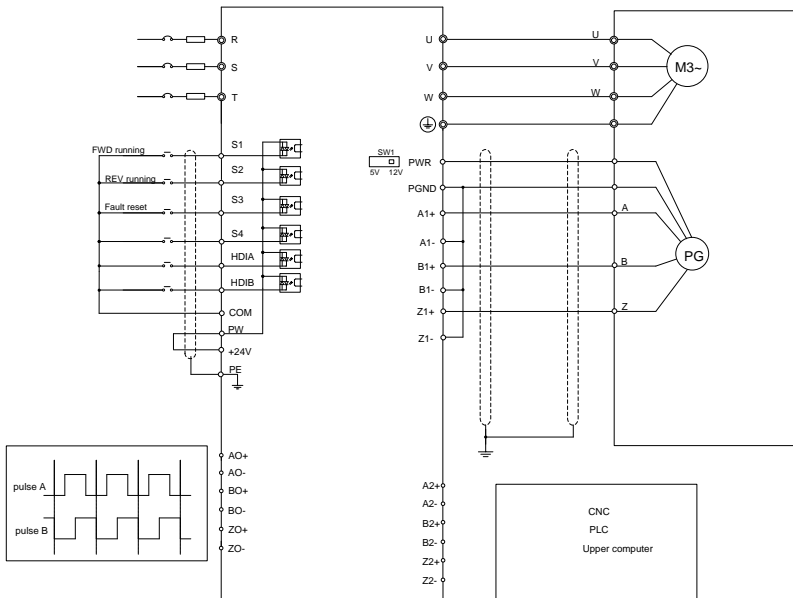 R
S
T
U
V
W
U
V
W
M3~
FWD running
REV running
Fault reset
S1
S2
S3
S4
HDIA
HDIB
COM
PW
+24V
PE
SW1
5V 12V
PWR
PGND
A1+
A1-
B1+
B1-
Z1+
Z1-
A
B
Z
PG
pulse A
pulse B
AO+
AO-
BO+
BO-
ZO+
ZO-
A2+
A2-
B2+
B2-
Z2+
Z2-
CNC
PLC
Upper computer